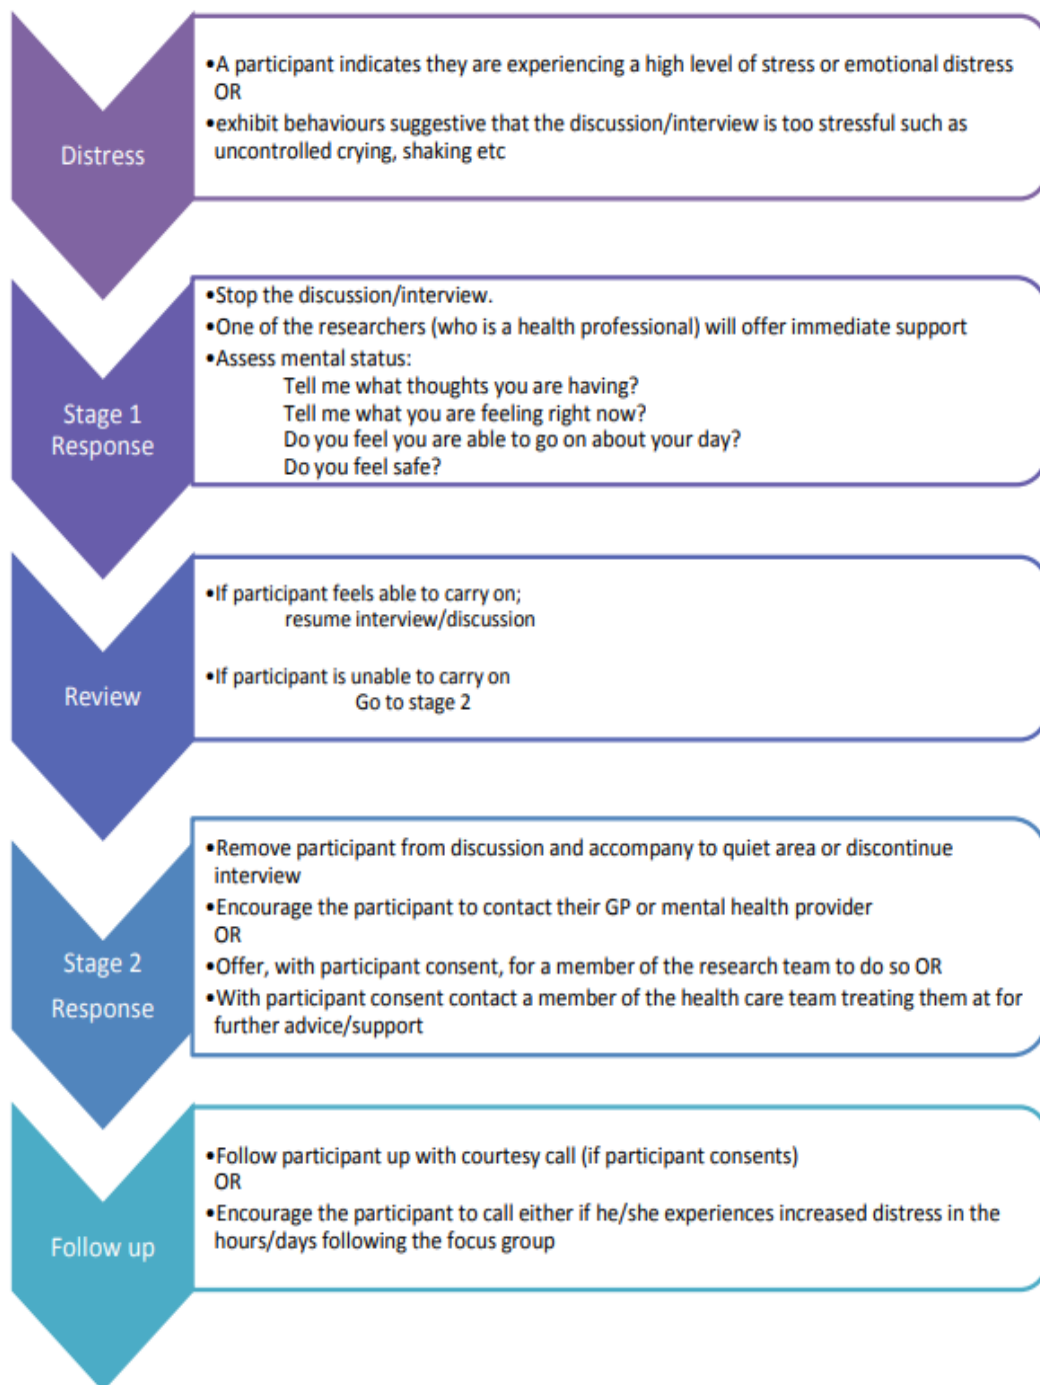 Distress
•A participant indicates they are experiencing a high level of stress or emotional distress
OR
•exhibit behaviours suggestive that the discussion/interview is too stressful such as
uncontrolled crying, shaking etc
Stage 1
Response
•Stop the discussion/interview.
•One of the researchers (who is a health professional) will offer immediate support
•Assess mental status:
Tell me what thoughts you are having?
Tell me what you are feeling right now?
Do you feel you are able to go on about your day?
Do you feel safe?
Review
•If participant feels able to carry on;
resume interview/discussion
•If participant is unable to carry on
Go to stage 2
Stage 2
Response
•Remove participant from discussion and accompany to quiet area or discontinue
interview
•Encourage the participant to contact their GP or mental health provider
OR
•Offer, with participant consent, for a member of the research team to do so OR
•With participant consent contact a member of the health care team treating them at for
further advice/support
Follow up
•Follow participant up with courtesy call (if participant consents)
OR
•Encourage the participant to call either if he/she experiences increased distress in the
hours/days following the focus group